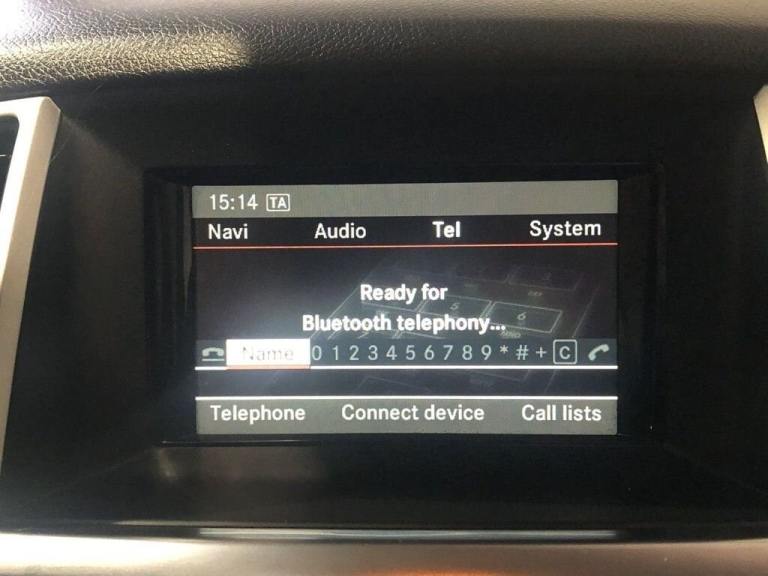 15:14 TA
Navi Audio Tel System
Ready for
Bluetooth telephony...
Name 0 1 2 3 4 5 6 7 8 9 * # + C
Telephone Connect device Call lists